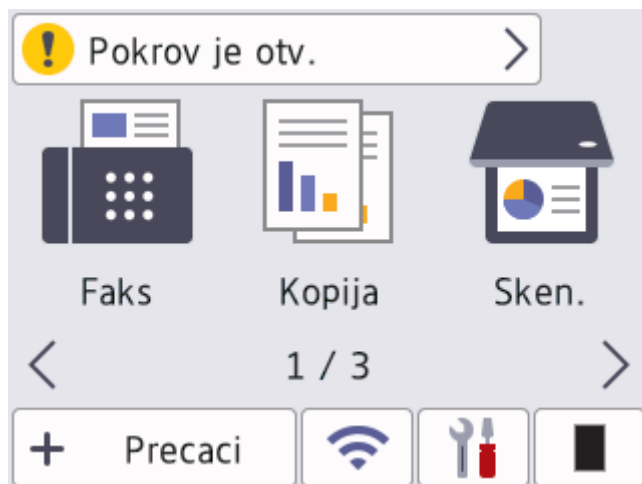 Pokrov je otv.
Faks
Kopija
Sken.
1 / 3
Precaci